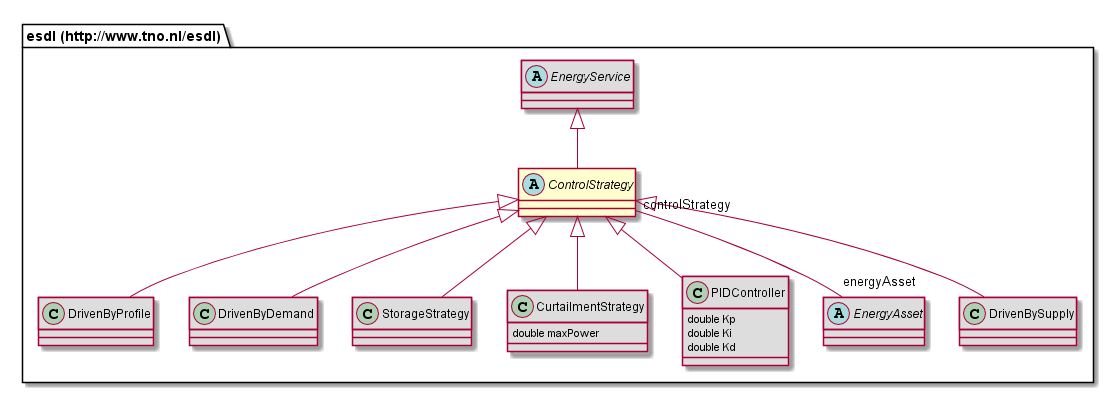 esdl (http://www.tno.nl/esdl)
A EnergyService
A ControlStrategy
controlStrategy
energyAsset
C DrivenByProfile
C DrivenByDemand
C StorageStrategy
C CurtailmentStrategy
double maxPower
C PIDController
double Kp
double Ki
double Kd
A EnergyAsset
C DrivenBySupply